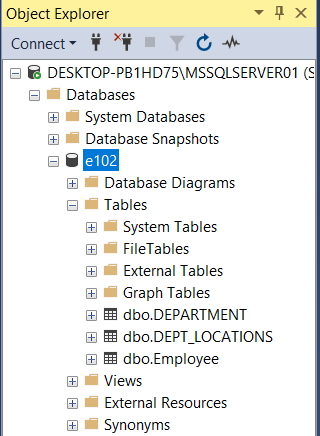 Object Explorer
Connect
DESKTOP-PB1HD75\MSSQLSERVER01 (S
Databases
System Databases
Database Snapshots
e102
Database Diagrams
Tables
System Tables
FileTables
External Tables
Graph Tables
dbo.DEPARTMENT
dbo.DEPT_LOCATIONS
dbo.Employee
Views
External Resources
Synonyms